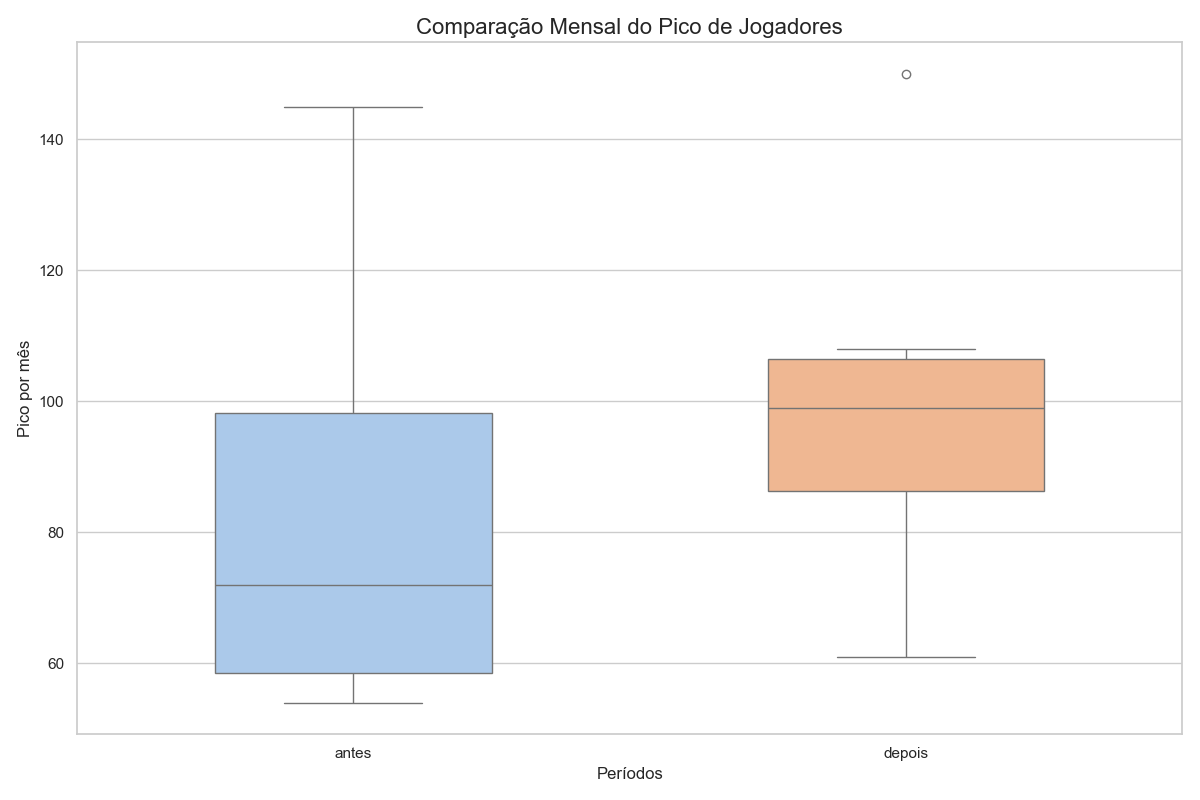 Comparação Mensal do Pico de Jogadores
Pico por mês
140
120
100
80
60
antes
depois
Períodos